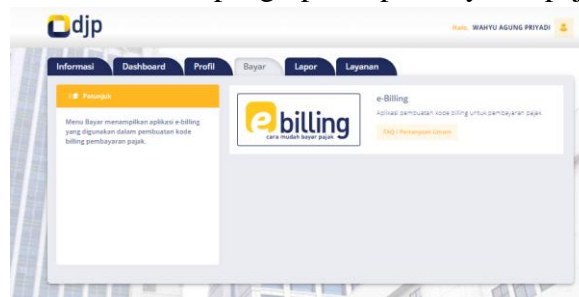 djp
Halo, WAHYU AGUNG PRIYADI
Informasi Dashboard Profil Bayar Lapor Layanan
Petunjuk
Menu Bayar menampilkan aplikasi e-billing
yang digunakan dalam pembuatan kode
billing pembayaran pajak.
e billing
cara mudah bayar pajak
e-Billing
Aplikasi pembuatan kode billing untuk pembayaran pajak.
FAQ / Pertanyaan Umum